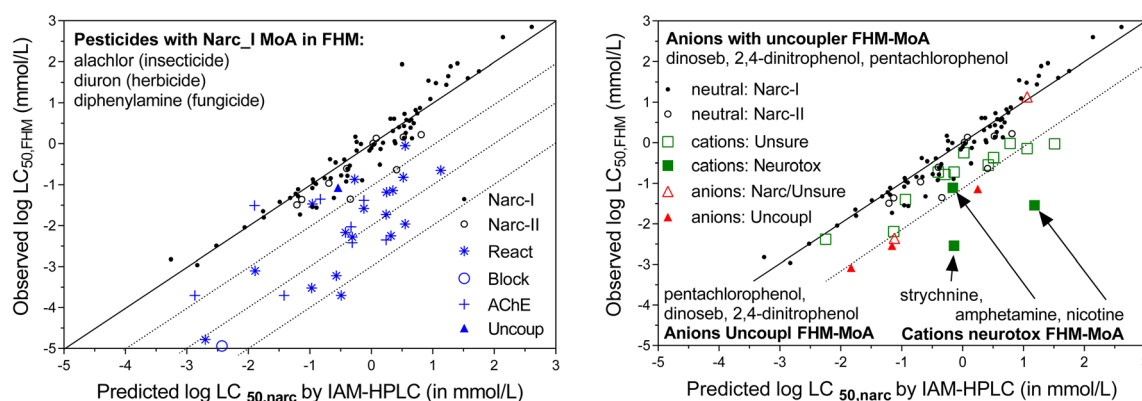 Pesticides with Narc_I MoA in FHM:
alachlor (insecticide)
diuron (herbicide)
diphenylamine (fungicide)
Narc-I
Narc-II
React
Block
AChE
Uncoup
3
2
1
0
-1
-2
-3
-4
-5
-5 -4 -3 -2 -1 0 1 2 3
Observed log LC50,FHM (mmol/L)
Predicted log LC 50,narc by IAM-HPLC (in mmol/L)
Anions with uncoupler FHM-MoA
dinoseb, 2,4-dinitrophenol, pentachlorophenol
neutral: Narc-I
neutral: Narc-II
cations: Unsure
cations: Neurotox
anions: Narc/Unsure
anions: Uncoupl
strychnine,
amphetamine, nicotine
Cations neurotox FHM-MoA
pentachlorophenol,
dinoseb, 2,4-dinitrophenol
Anions Uncoupl FHM-MoA
3
2
1
0
-1
-2
-3
-4
-5
-5 -4 -3 -2 -1 0 1 2 3
Observed log LC50,FHM (mmol/L)
Predicted log LC 50,narc by IAM-HPLC (in mmol/L)